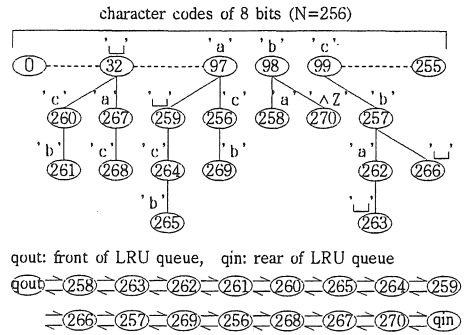 character codes of 8 bits (N=256)
'␣' 'a' 'b' 'c'
0 32 97 98 99 255
'c' 'a' '␣' 'c' 'a' '^Z' 'b'
260 267 259 256 258 270 257
'b' 'c' 'c' 'b' 'a' '␣'
261 268 264 269 262 266
'b' '␣'
265 263
qout: front of LRU queue, qin: rear of LRU queue
qout 258 263 262 261 260 265 264 259
266 257 269 256 268 267 270 qin